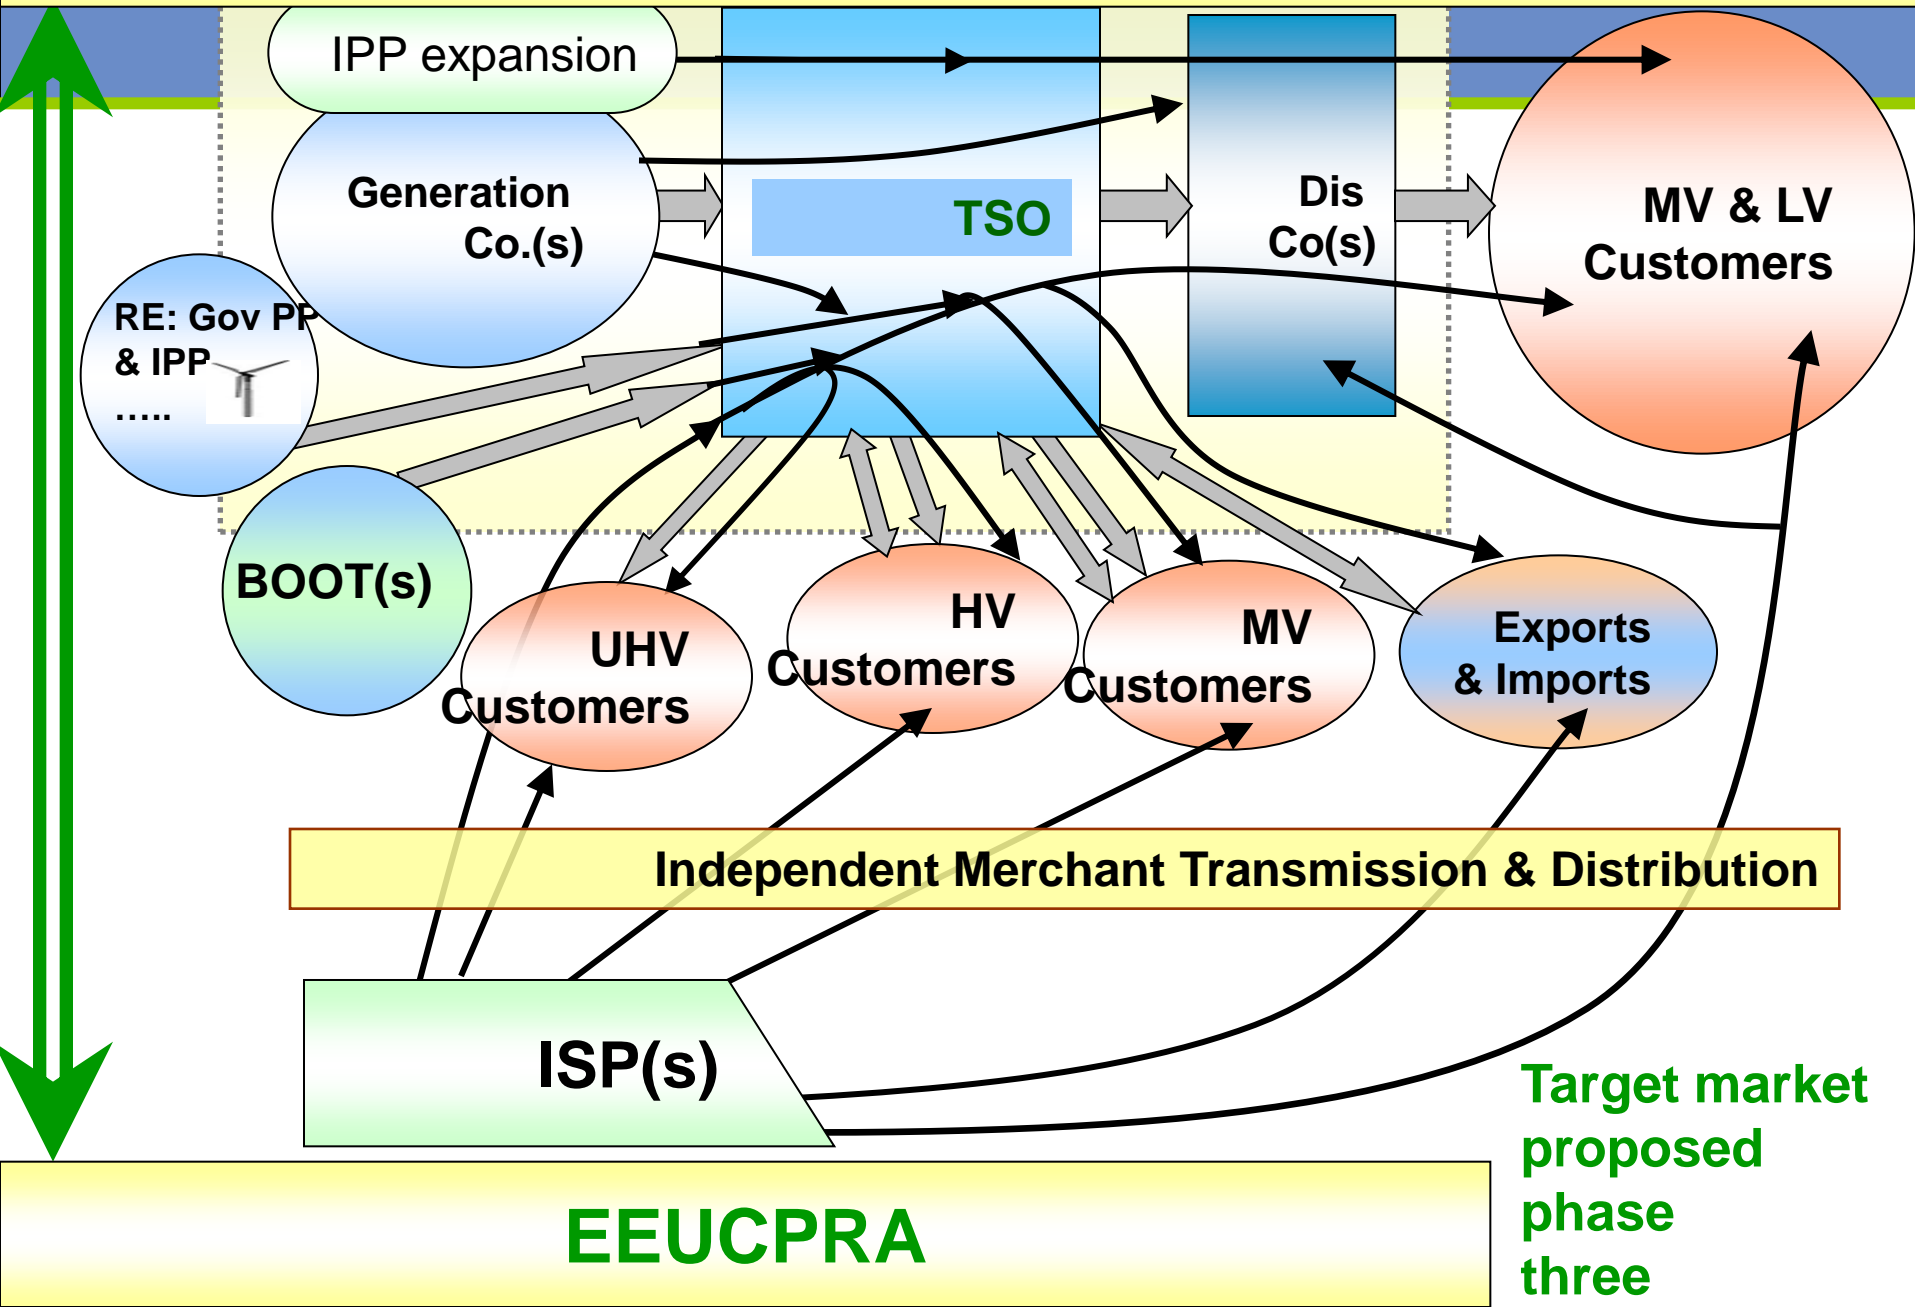 IPP expansion
Generation
Co.(s)
TSO
Dis
Co(s)
MV & LV
Customers
RE: Gov PP
& IPP
.....
BOOT(s)
UHV
Customers
HV
Customers
MV
Customers
Exports
& Imports
Independent Merchant Transmission & Distribution
ISP(s)
Target market
proposed
phase
three
EEUCPRA